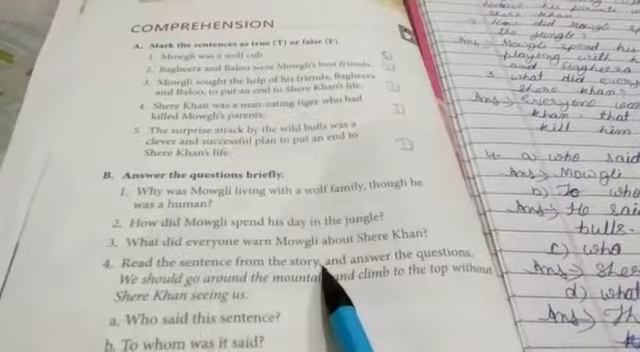 COMPREHENSION
A. Mark the sentences as true (T) or false (F).
1. Mowgli was a wolf cub.
2. Bagheera and Baloo were Mowgli's best friends.
3. Mowgli sought the help of his friends, Bagheera
and Baloo, to put an end to Shere Khan's life.
4. Shere Khan was a man-eating tiger who had
killed Mowgli's parents.
5. The surprise attack by the wild bulls was a
clever and successful plan to put an end to
Shere Khan's life.
B. Answer the questions briefly.
1. Why was Mowgli living with a wolf family, though he
was a human?
2. How did Mowgli spend his day in the jungle?
3. What did everyone warn Mowgli about Shere Khan?
4. Read the sentence from the story, and answer the questions.
We should go around the mountain and climb to the top without
Shere Khan seeing us.
a. Who said this sentence?
b. To whom was it said?
did Mowgli
the jungle?
Ans→ Mowgli spend his
playing with
and Bagheera
what did every
shere khan?
Ans→ Everyone
khan that
kill him
4. a) who said
Ans→ Mowgli
b) To who
Ans→ He
bulls.
c) who
Ans→ Sher
d) what
Ans→ Th